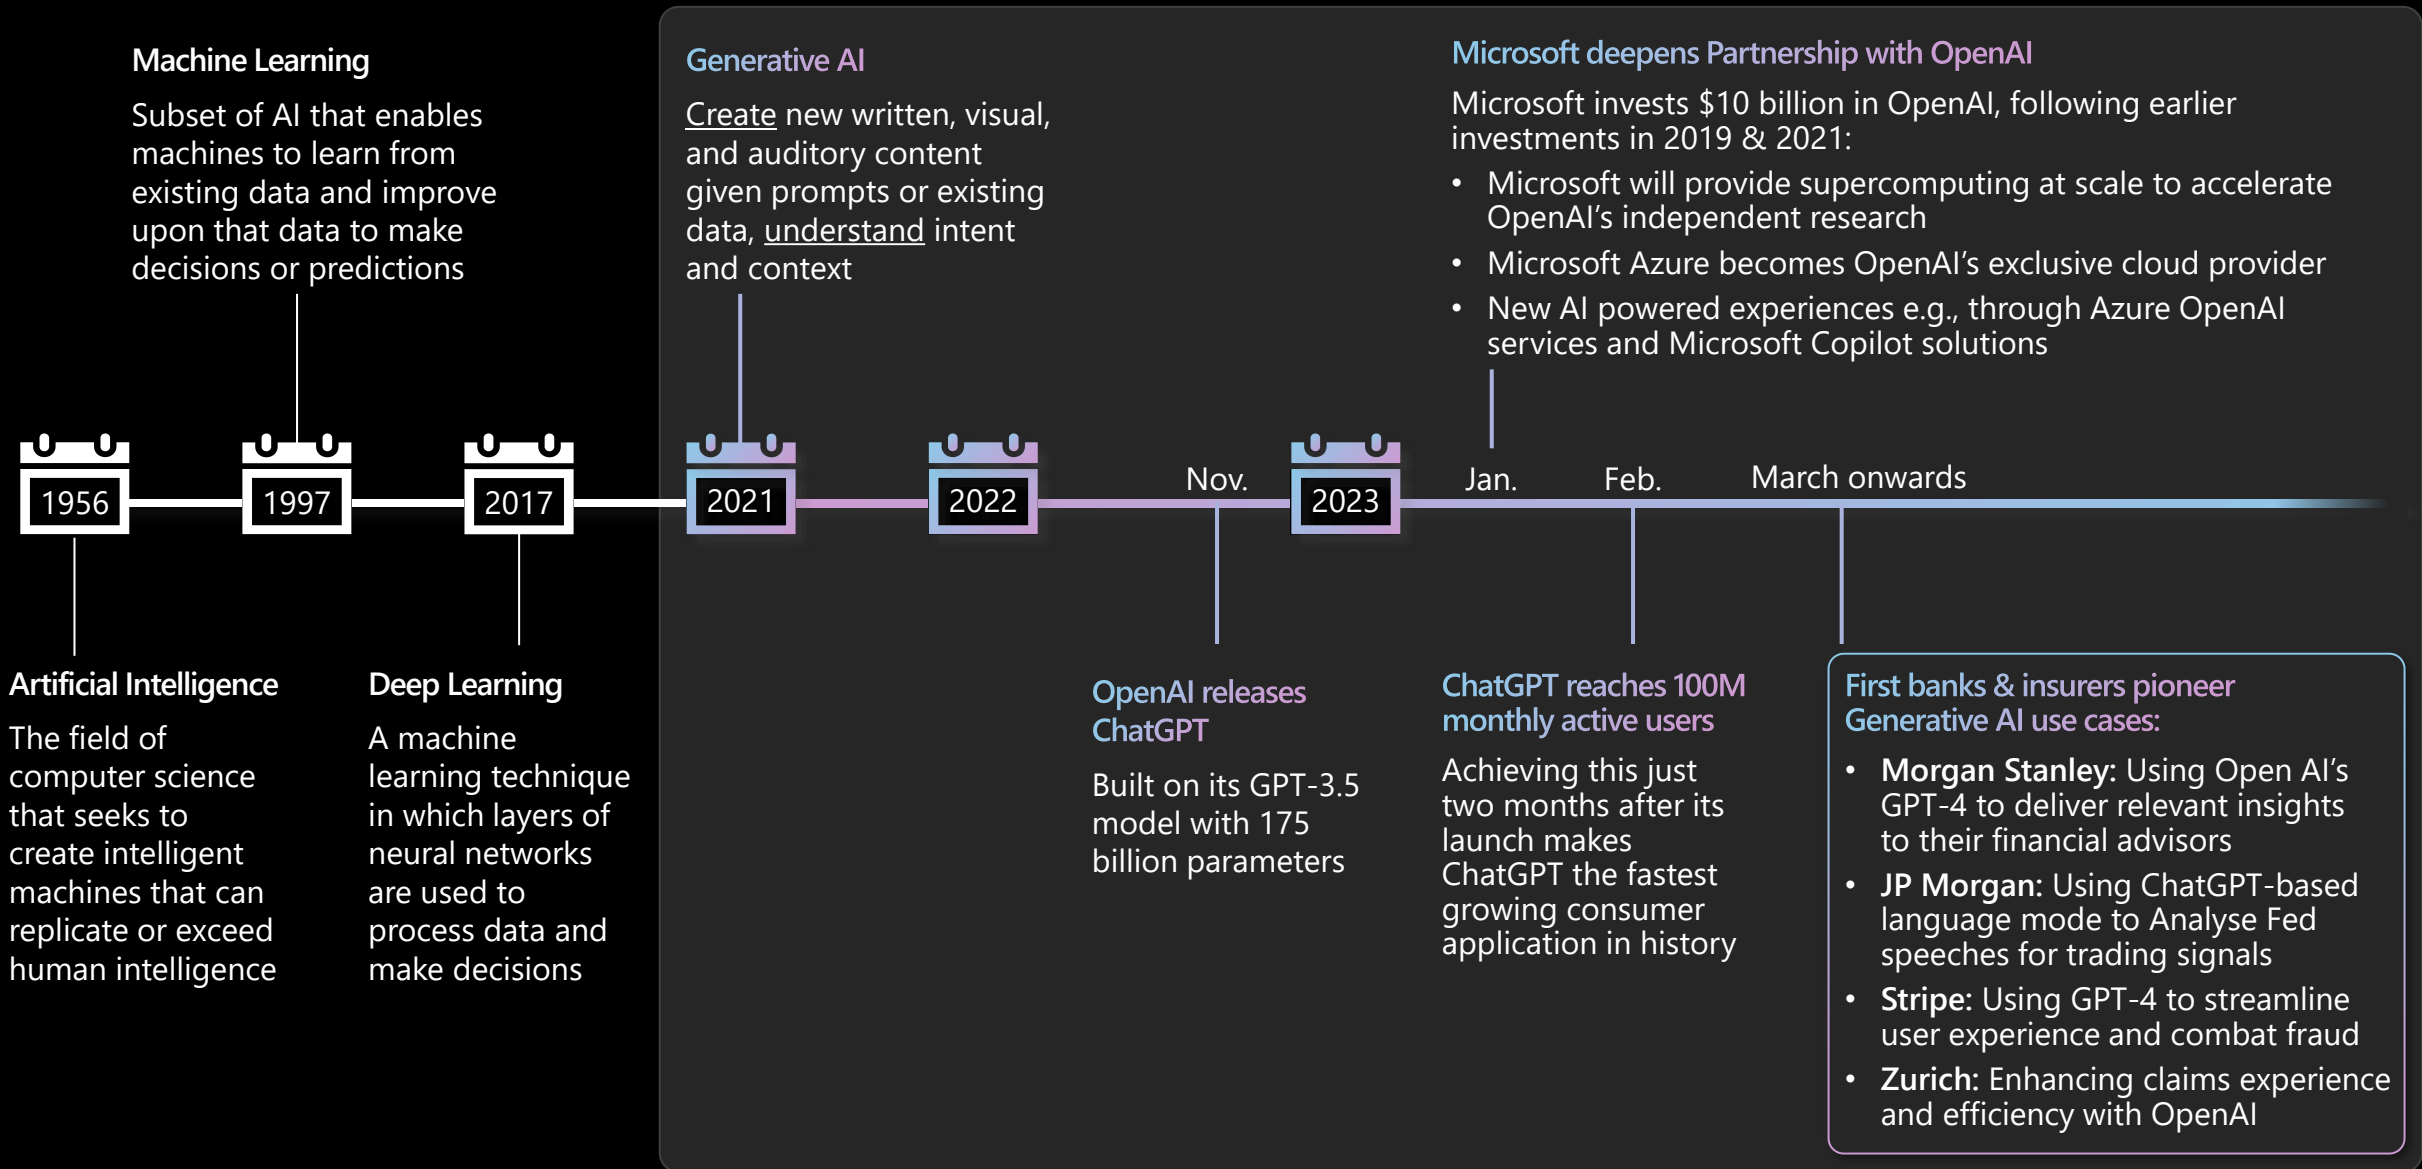 Machine Learning
Subset of AI that enables
machines to learn from
existing data and improve
upon that data to make
decisions or predictions
Generative AI
Create new written, visual,
and auditory content
given prompts or existing
data, understand intent
and context
Microsoft deepens Partnership with OpenAI
Microsoft invests $10 billion in OpenAI, following earlier
investments in 2019 & 2021:
• Microsoft will provide supercomputing at scale to accelerate
OpenAI’s independent research
• Microsoft Azure becomes OpenAI’s exclusive cloud provider
• New AI powered experiences e.g., through Azure OpenAI
services and Microsoft Copilot solutions
1956
1997
2017
2021
2022
Nov.
2023
Jan.
Feb.
March onwards
Artificial Intelligence
The field of
computer science
that seeks to
create intelligent
machines that can
replicate or exceed
human intelligence
Deep Learning
A machine
learning technique
in which layers of
neural networks
are used to
process data and
make decisions
OpenAI releases
ChatGPT
Built on its GPT-3.5
model with 175
billion parameters
ChatGPT reaches 100M
monthly active users
Achieving this just
two months after its
launch makes
ChatGPT the fastest
growing consumer
application in history
First banks & insurers pioneer
Generative AI use cases:
• Morgan Stanley: Using Open AI’s
GPT-4 to deliver relevant insights
to their financial advisors
• JP Morgan: Using ChatGPT-based
language mode to Analyse Fed
speeches for trading signals
• Stripe: Using GPT-4 to streamline
user experience and combat fraud
• Zurich: Enhancing claims experience
and efficiency with OpenAI